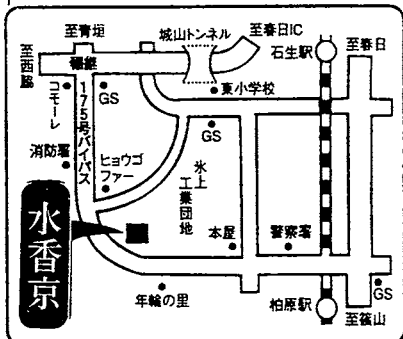 至青垣
城山トンネル
至春日IC
石生駅
至春日
至西脇
コモーレ
GS
175号バイパス
東小学校
GS
消防署
ヒョウゴ
ファー
氷上
工業団地
水香京
本屋
警察署
年輪の里
柏原駅
GS
至篠山